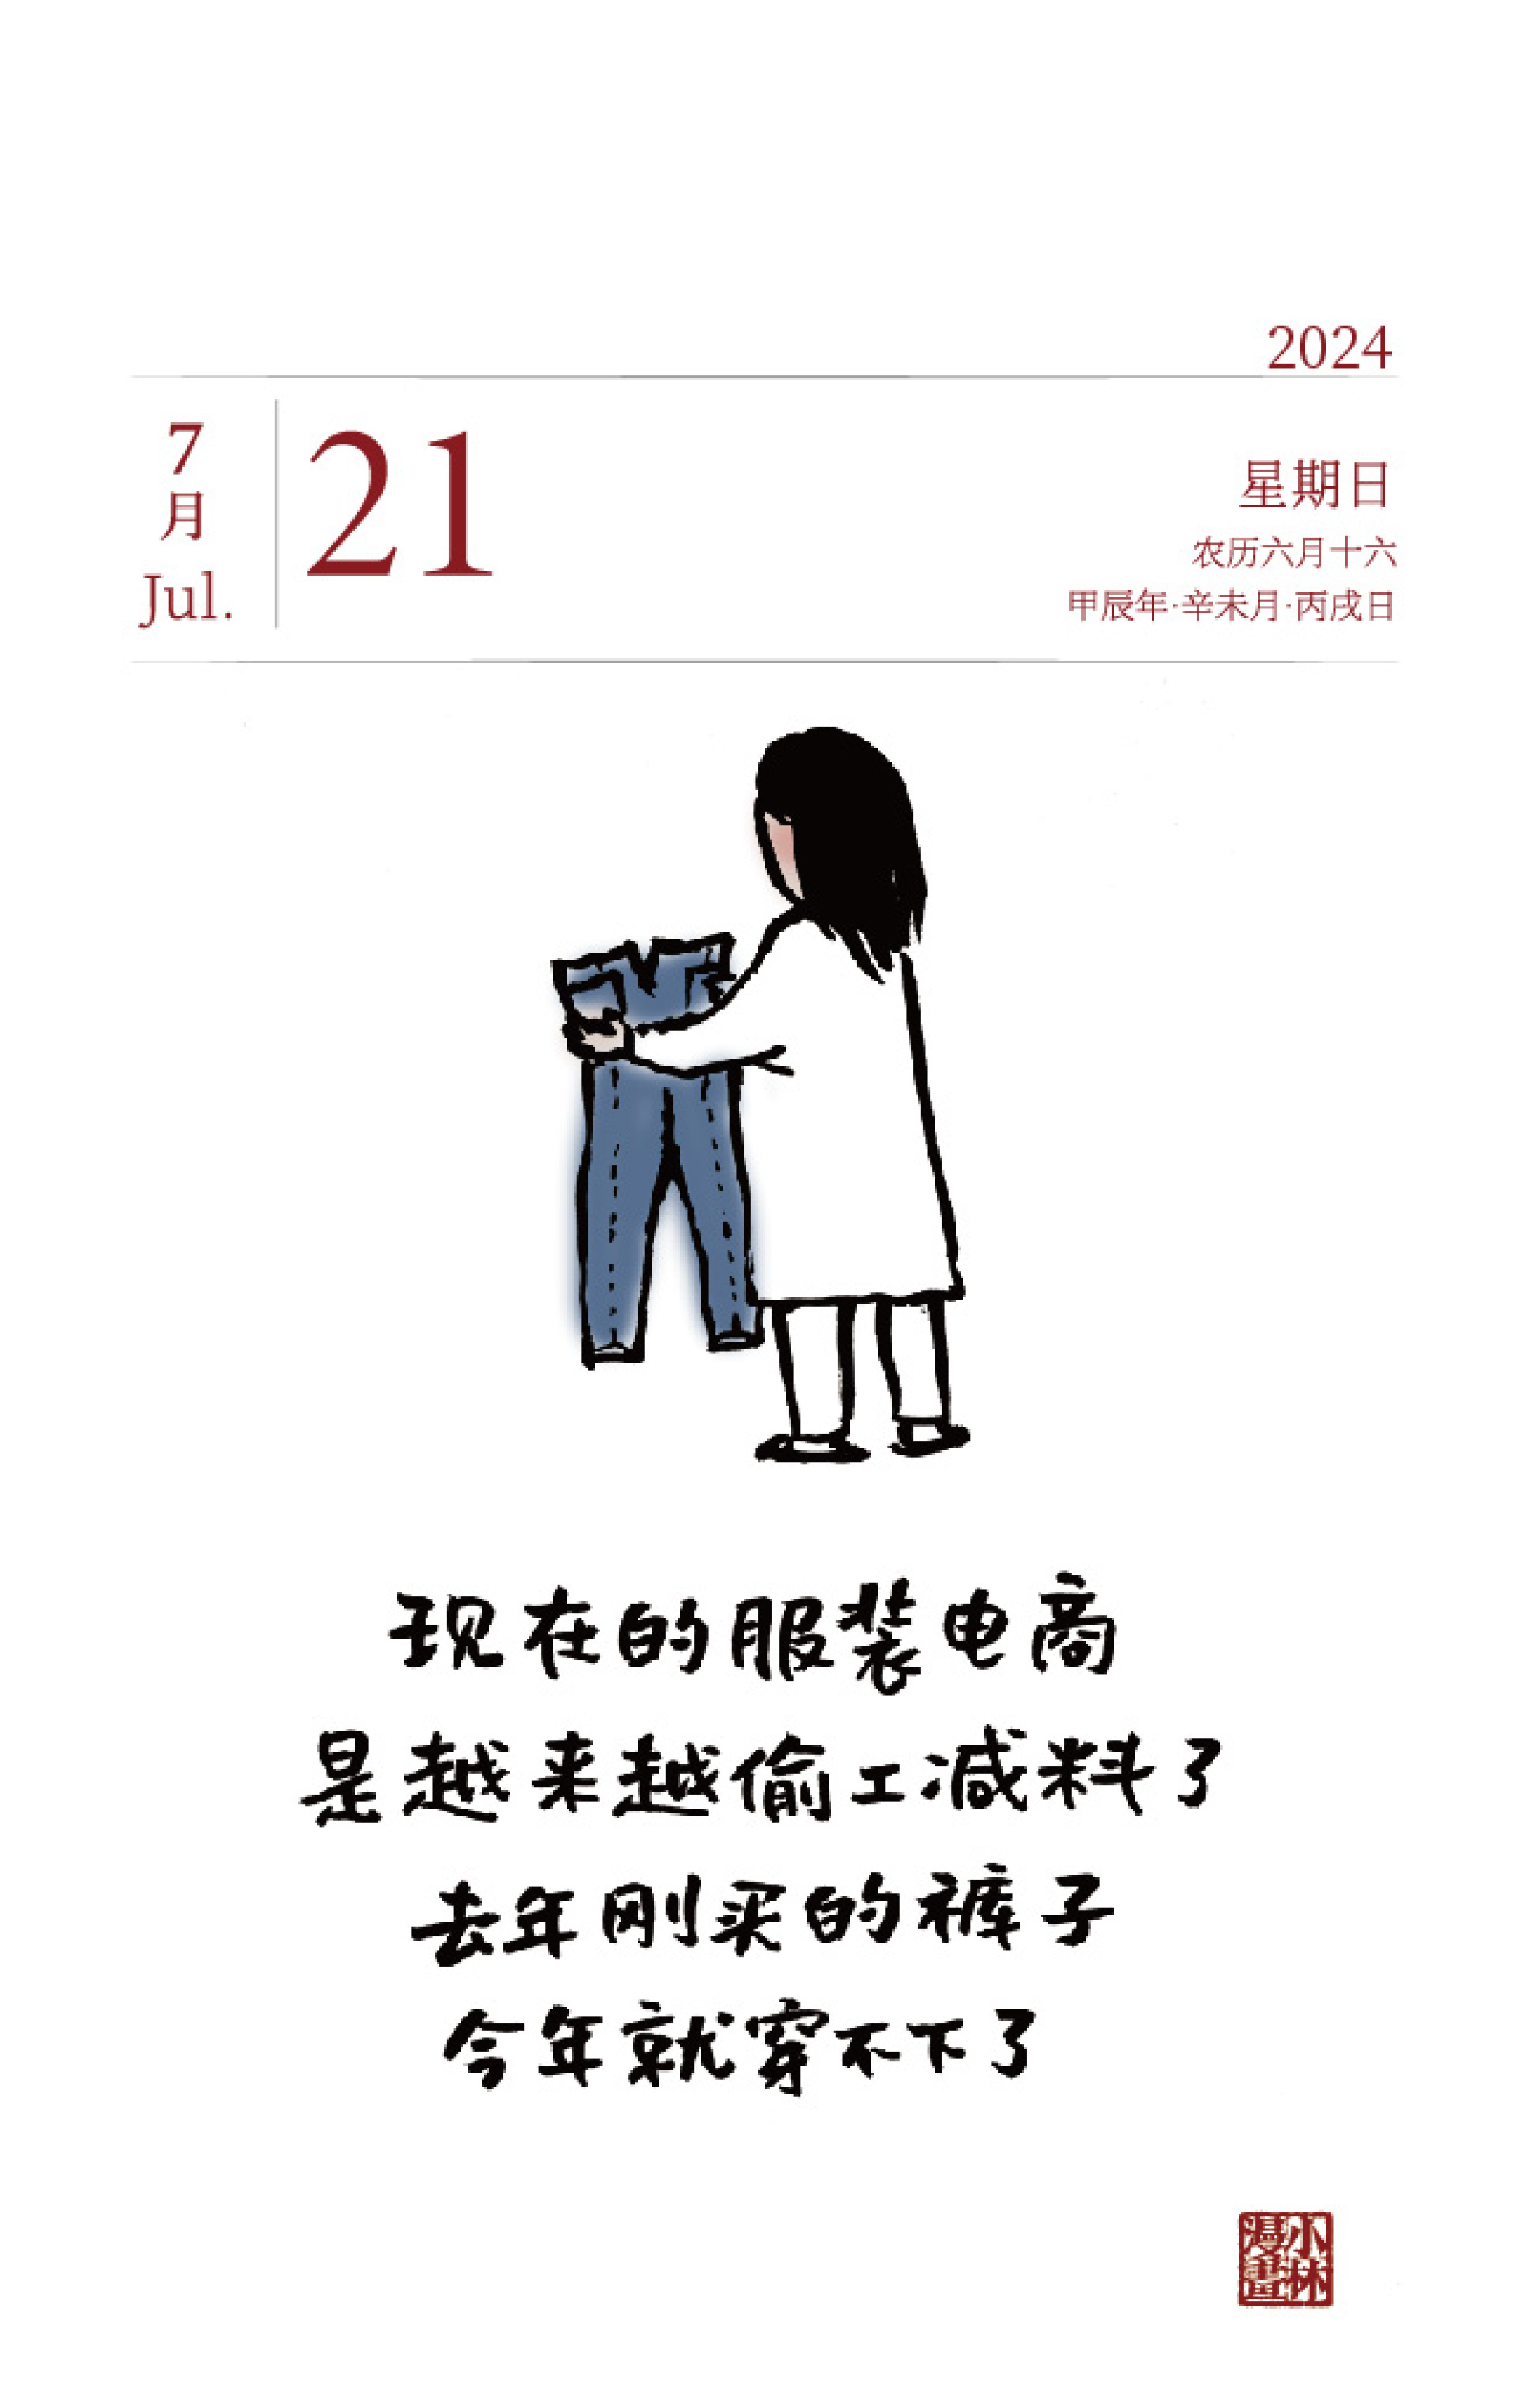 2024
7
月
Jul.
21
星期日
农历六月十六
甲辰年·辛未月·丙戌日
现在的服装电商
是越来越偷工减料了
去年刚买的裤子
今年就穿不下了
小林
漫畫